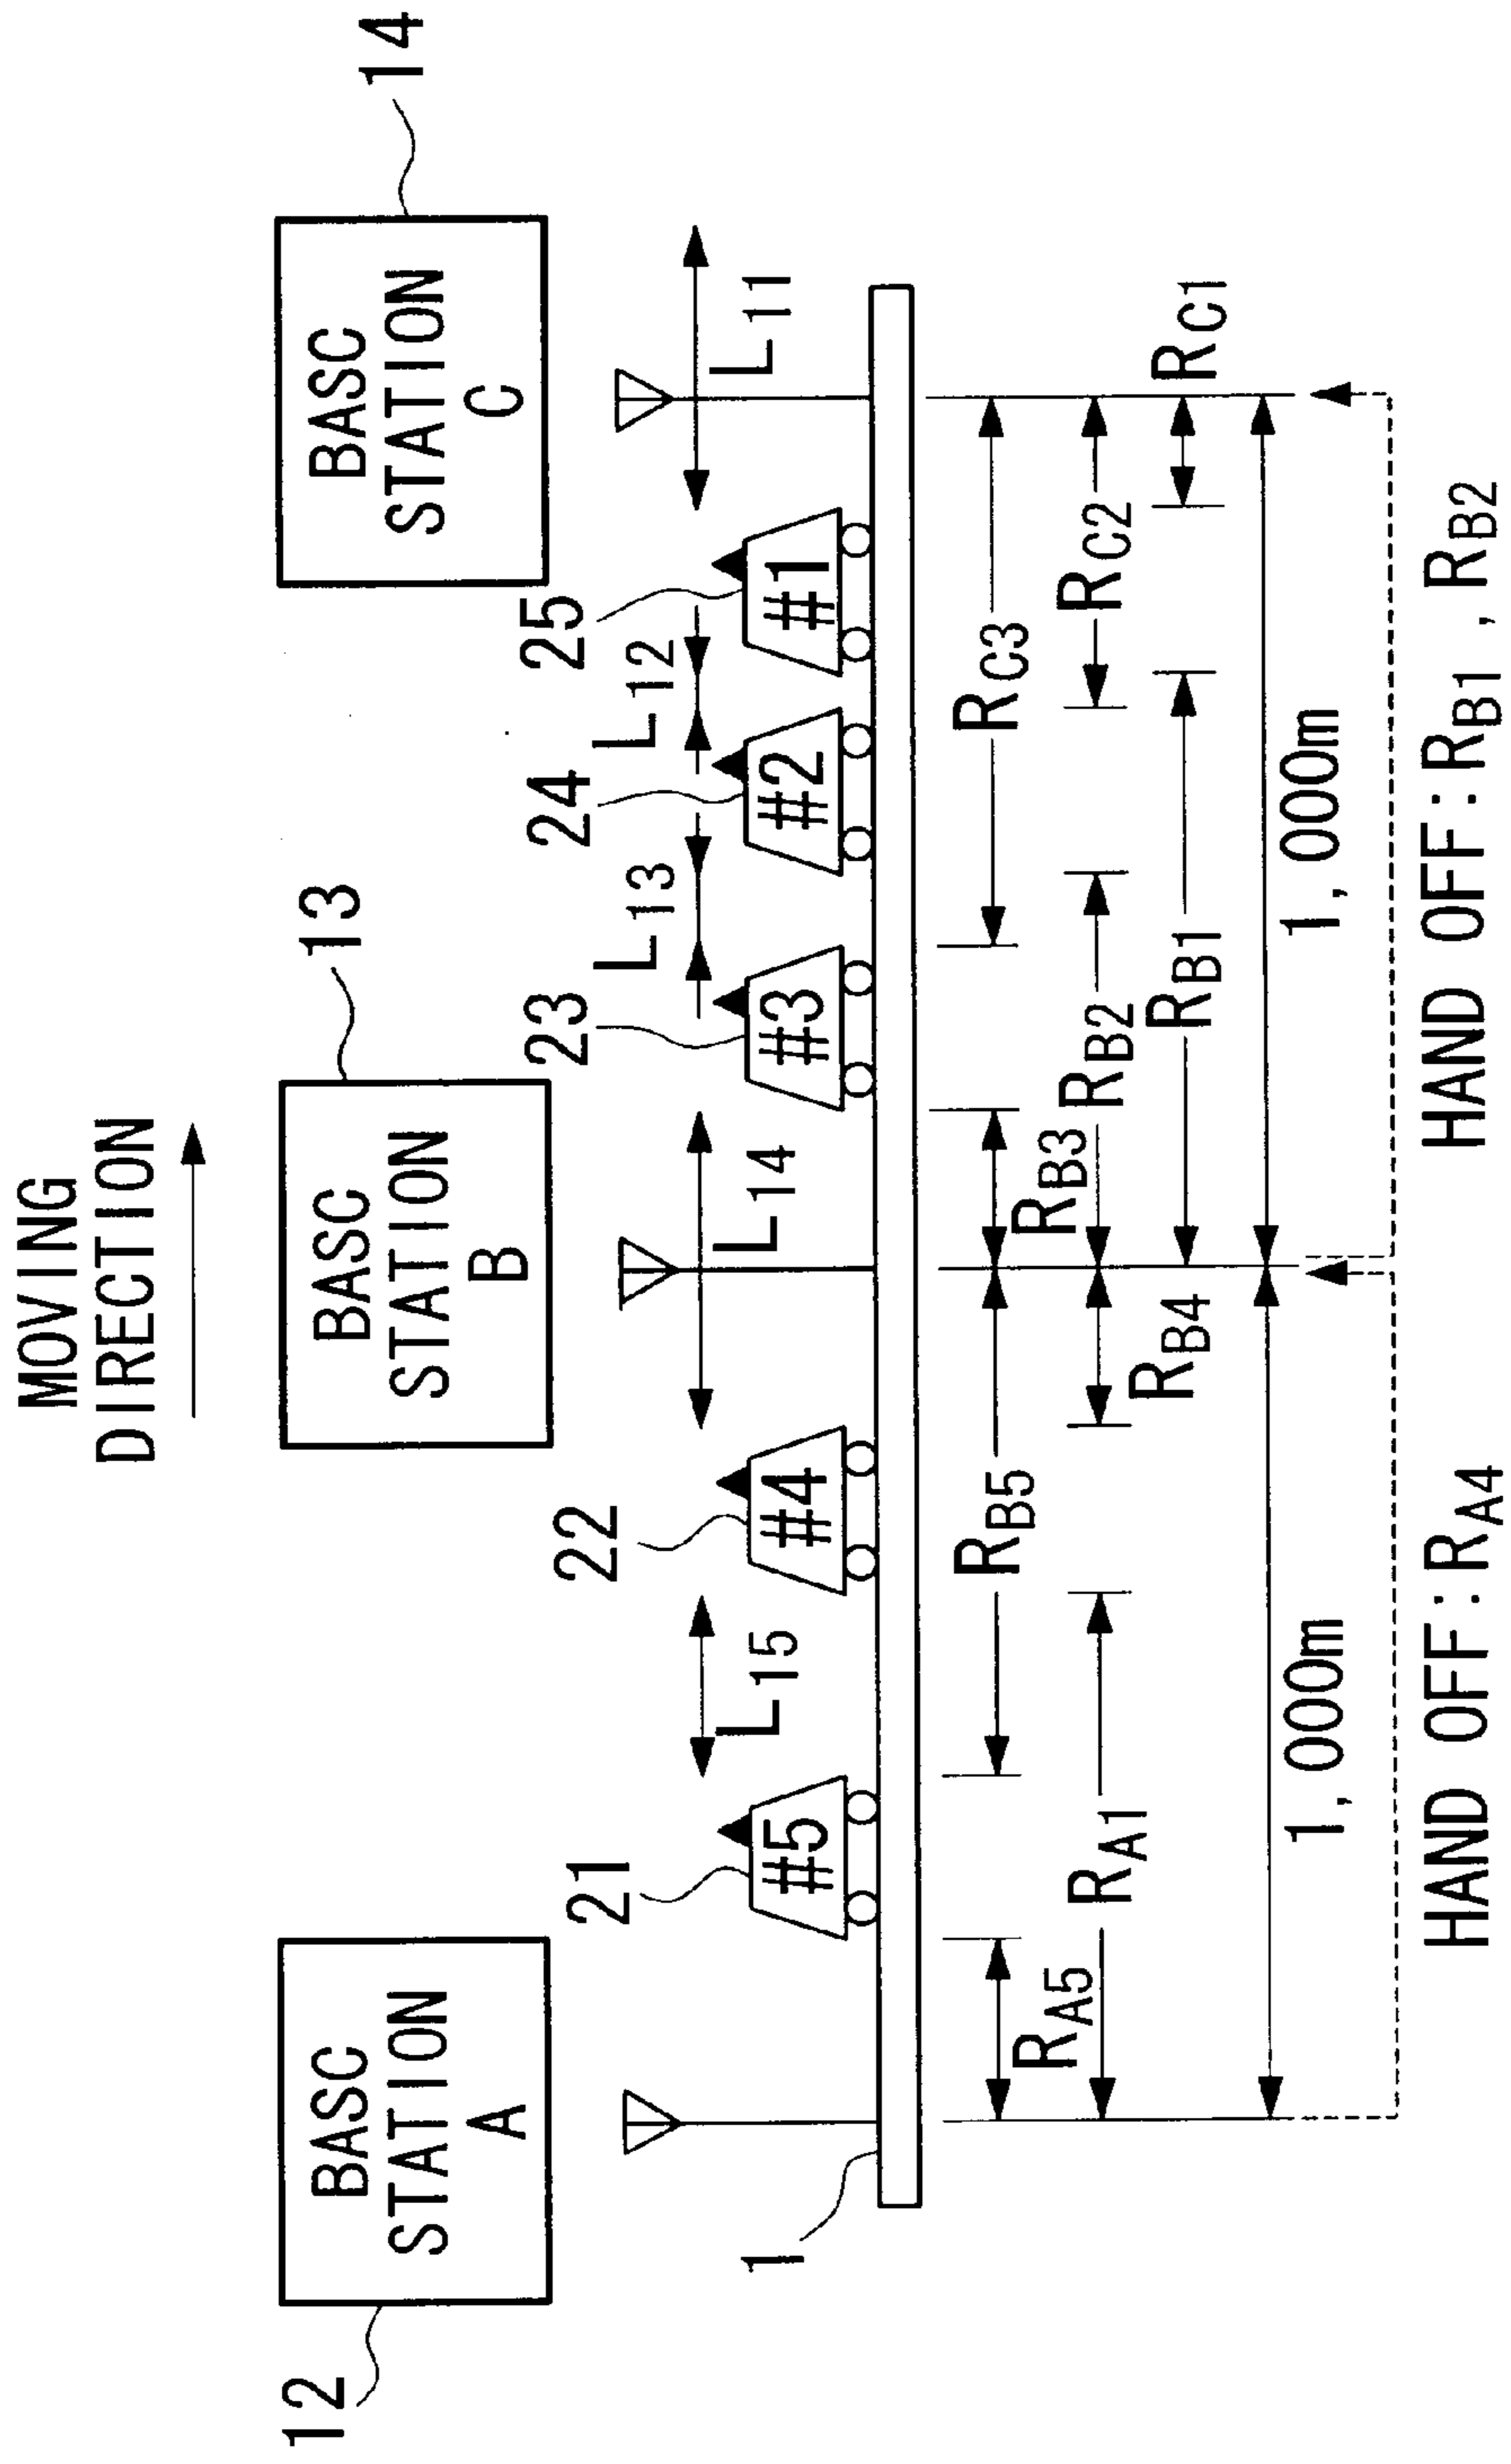 MOVING
DIRECTION
12
BASC
STATION
A
13
BASC
STATION
B
14
BASC
STATION
C
21
22
23
24
25
#5
#4
#3
#2
#1
L15
L14
L13
L12
L11
1
RA5
RB5
RB3
RC3
RA1
RB4
RB2
RC2
RB1
RC1
1,000m
1,000m
HAND OFF:RA4
HAND OFF:RB1,RB2